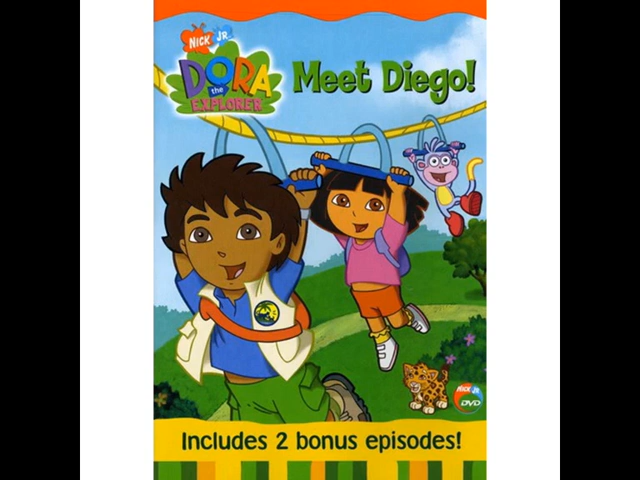 NICK JR.
DORA
the
EXPLORER
Meet Diego!
NICK JR.
DVD
Includes 2 bonus episodes!